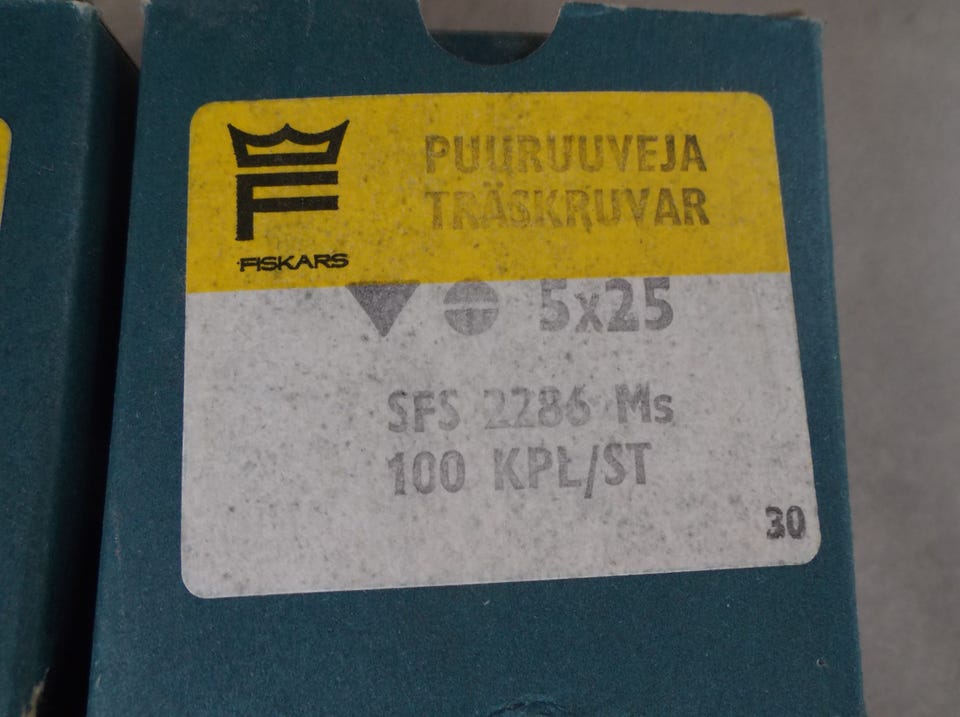 PUURUUVEJA
TRÄSKRUVAR
F
FISKARS
5x25
SFS 2286 Ms
100 KPL/ST
30